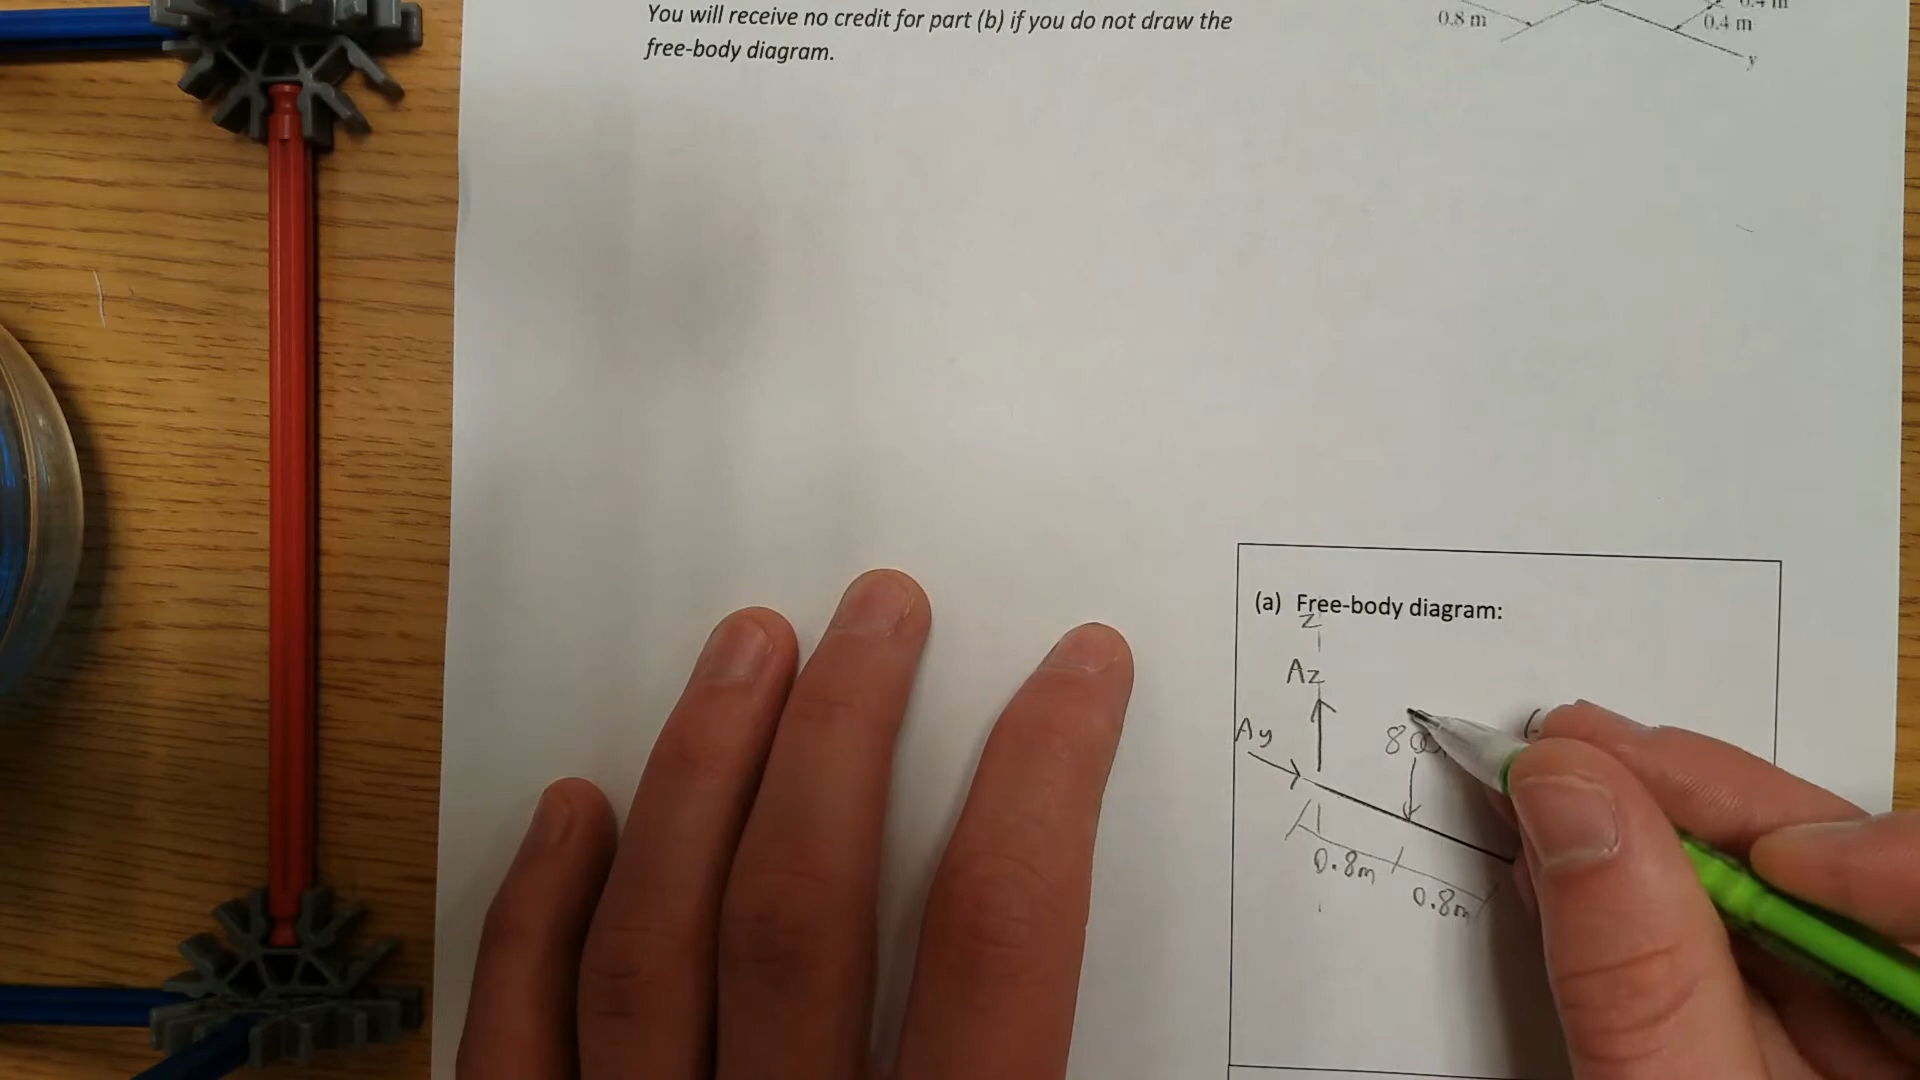 You will receive no credit for part (b) if you do not draw the
free-body diagram.
0.8 m
0.4 m
y
(a) Free-body diagram:
z
Az
Ay
0.8m
0.8m